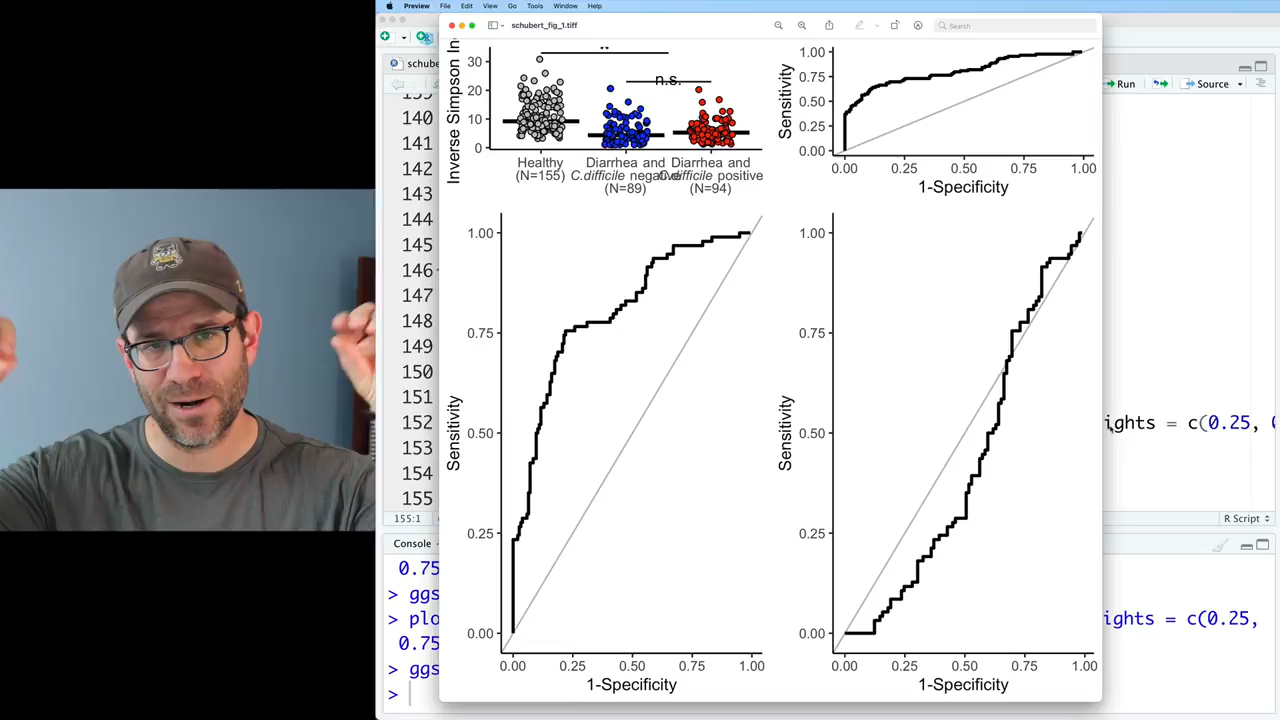 Preview File Edit View Go Tools Window Help
schubert_fig_1.tiff
Search
schube
Run
Source
140
141
142
143
144
145
146
147
148
149
150
151
152
153
154
155
ights = c(0.25,
155:1
R Script
Console
0.75
> ggs
> plo
ights = c(0.25,
0.75
> ggs
>
Inverse Simpson In
30
20
10
0
n.s.
Healthy
(N=155)
Diarrhea and
C.difficile negative
(N=89)
Diarrhea and
C.difficile positive
(N=94)
Sensitivity
1.00
0.75
0.50
0.25
0.00
0.00 0.25 0.50 0.75 1.00
1-Specificity
Sensitivity
1.00
0.75
0.50
0.25
0.00
0.00 0.25 0.50 0.75 1.00
1-Specificity
Sensitivity
1.00
0.75
0.50
0.25
0.00
0.00 0.25 0.50 0.75 1.00
1-Specificity